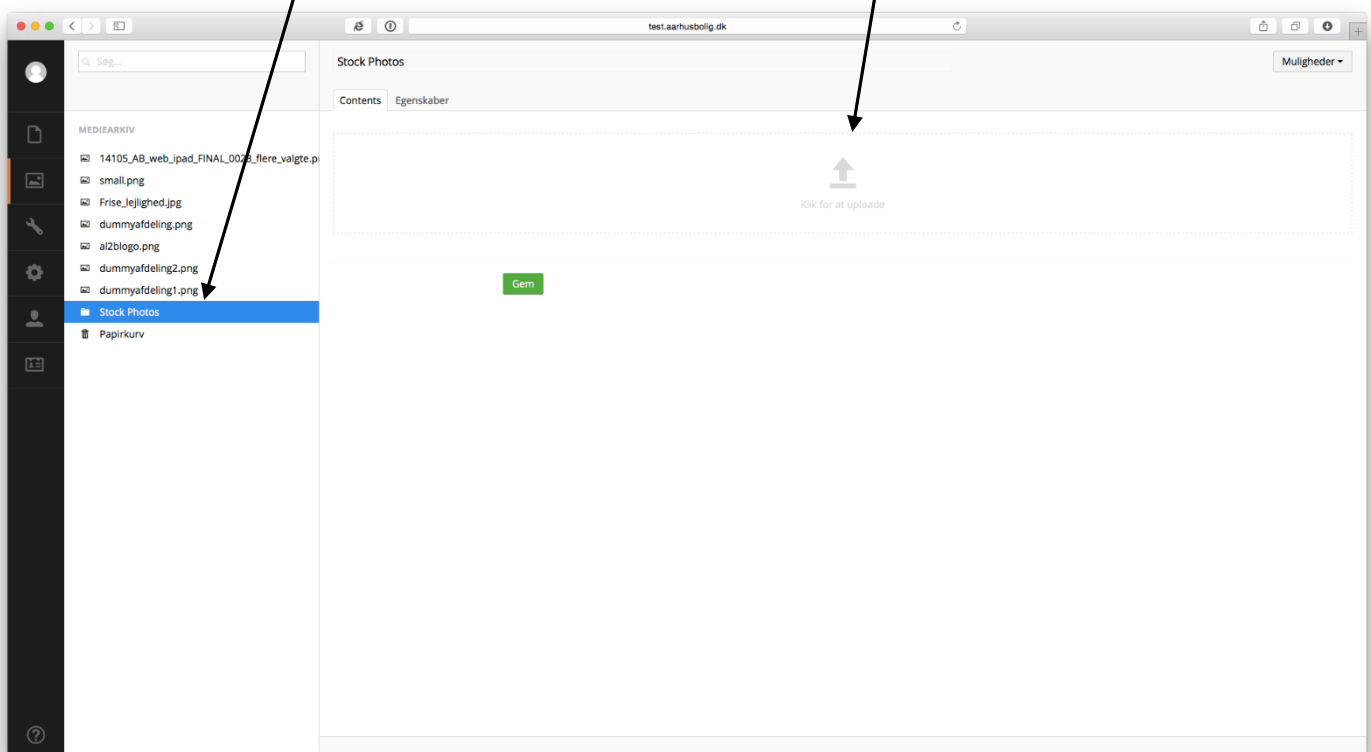 test.aarhusbolig.dk
Søg...
Stock Photos
Muligheder
Contents Egenskaber
MEDIEARKIV
14105_AB_web_ipad_FINAL_0028_flere_valgte.p
small.png
Frise_lejlighed.jpg
dummyafdeling.png
al2blogo.png
dummyafdeling2.png
dummyafdeling1.png
Stock Photos
Papirkurv
Klik for at uploade
Gem